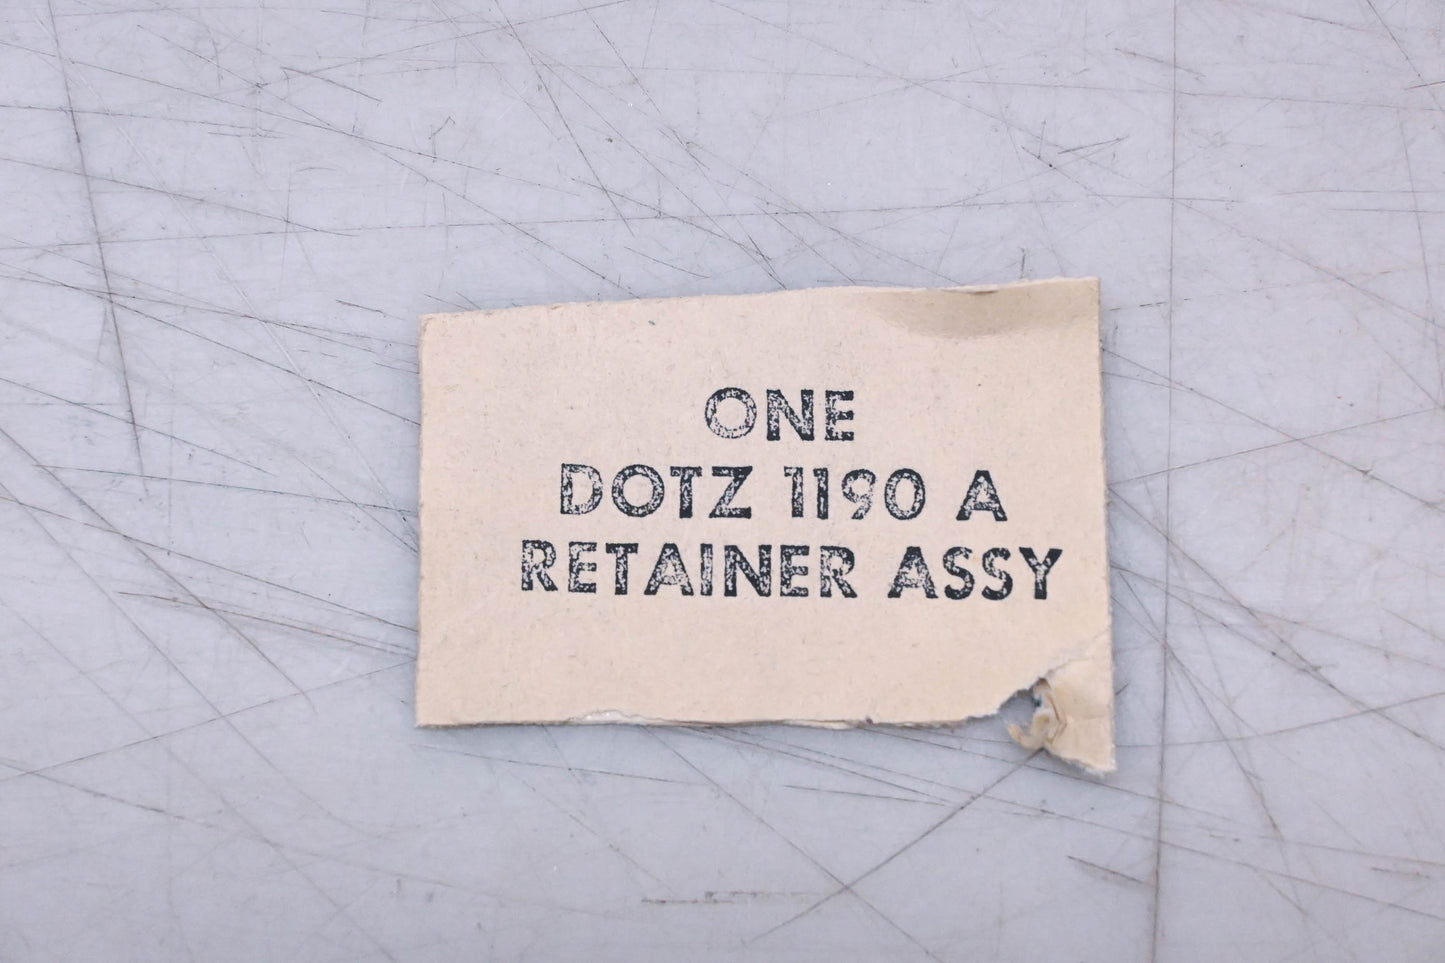 ONE
DOTZ 1190 A
RETAINER ASSY